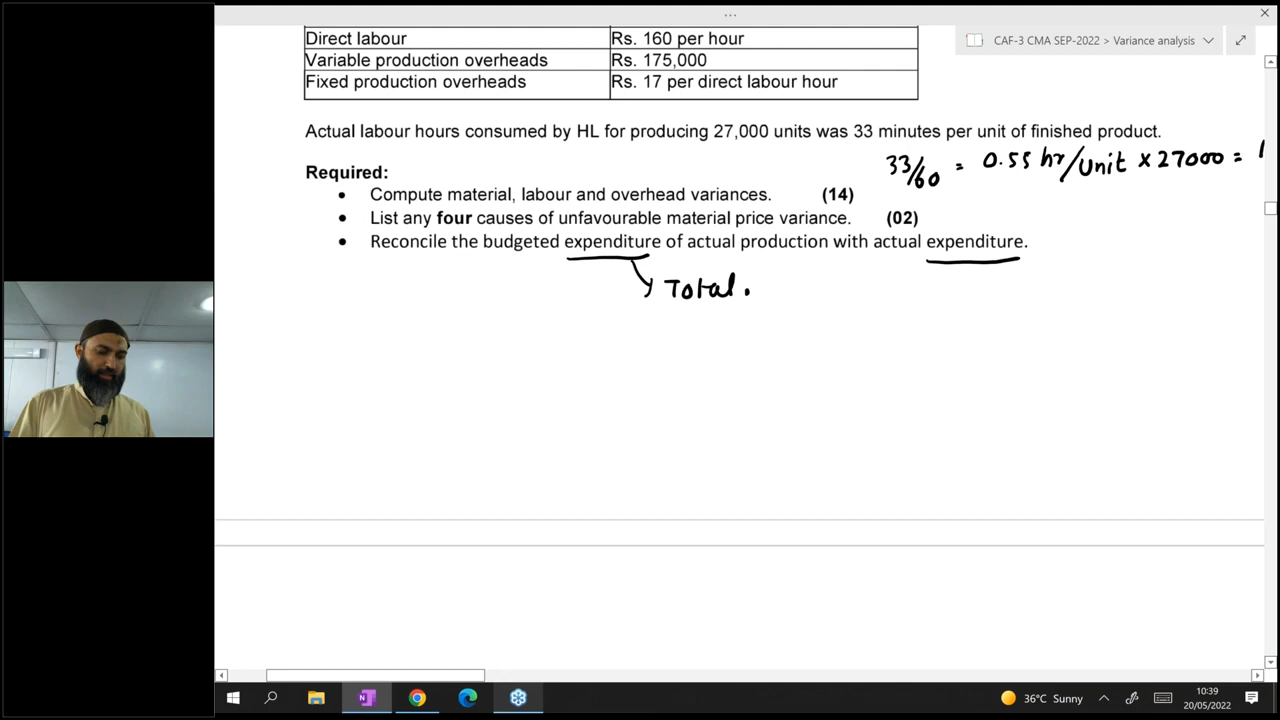 CAF-3 CMA SEP-2022 > Variance analysis
Direct labour Rs. 160 per hour
Variable production overheads Rs. 175,000
Fixed production overheads Rs. 17 per direct labour hour
Actual labour hours consumed by HL for producing 27,000 units was 33 minutes per unit of finished product.
33/60 = 0.55 hr/unit × 27000 =
Required:
• Compute material, labour and overhead variances. (14)
• List any four causes of unfavourable material price variance. (02)
• Reconcile the budgeted expenditure of actual production with actual expenditure.
Total.
36°C Sunny
10:39
20/05/2022